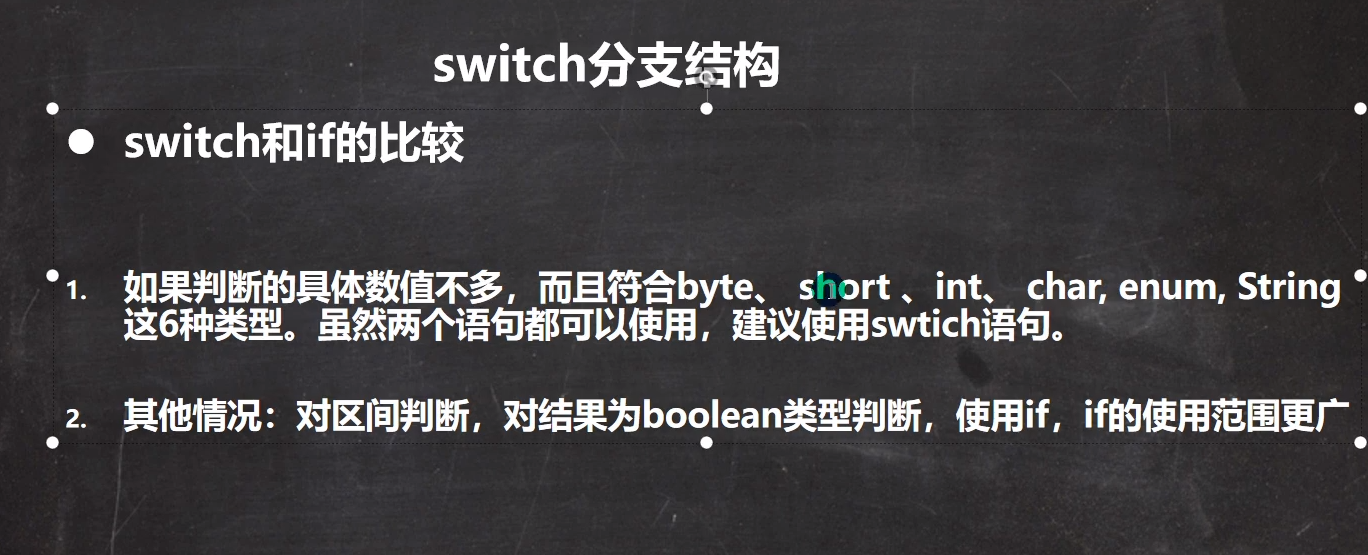 switch分支结构
● switch和if的比较
1. 如果判断的具体数值不多，而且符合byte、 short 、int、 char, enum, String
这6种类型。虽然两个语句都可以使用，建议使用swtich语句。
2. 其他情况：对区间判断，对结果为boolean类型判断，使用if，if的使用范围更广